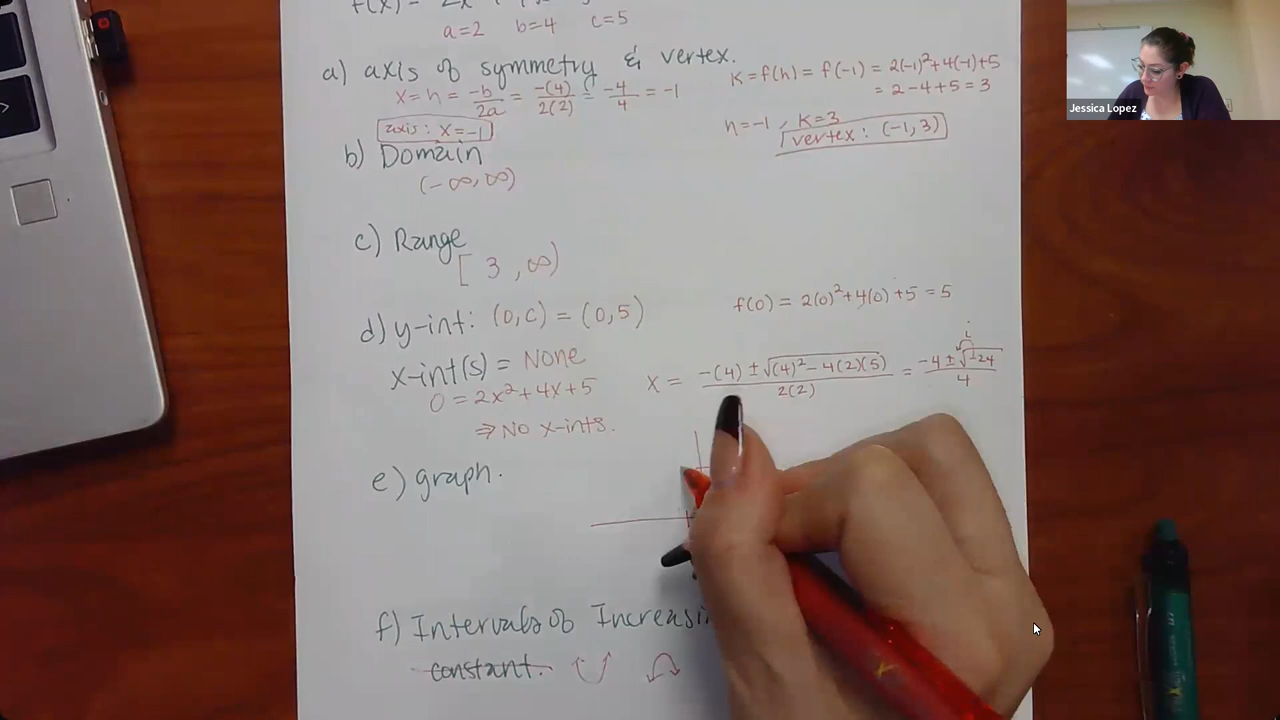 f(x) =
a=2 b=4 c=5
a) axis of symmetry & vertex.
x=h = -b/2a = -(4)/2(2) = -4/4 = -1
axis: x=-1
K=f(h) = f(-1) = 2(-1)²+4(-1)+5
= 2-4+5=3
h=-1, K=3
vertex: (-1,3)
b) Domain
(-∞,∞)
c) Range
[3,∞)
d) y-int: (0,c) = (0,5)
f(0) = 2(0)²+4(0)+5=5
x-int(s) = None
0 = 2x²+4x+5
⇒ No x-ints.
x = -(4) ± √(4)²-4(2)(5) / 2(2) = -4 ± √-24 / 4
i
e) graph.
f) Intervals of Increasi
constant.
Jessica Lopez